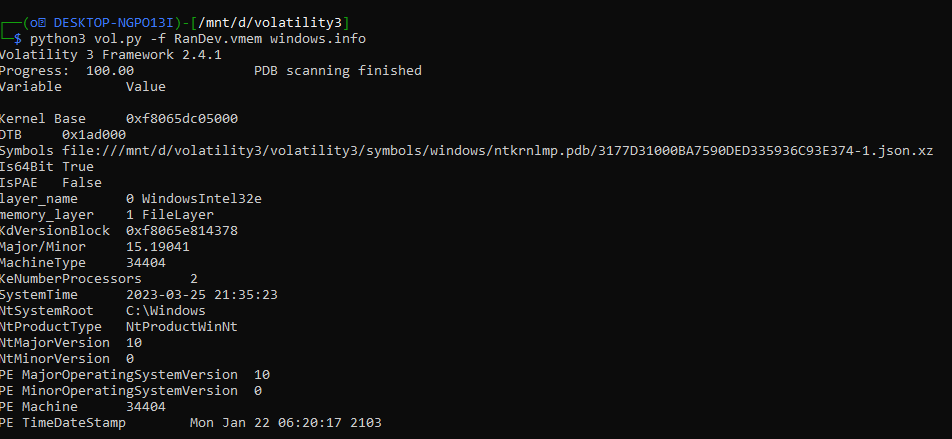 (o DESKTOP-NGPO13I)-[/mnt/d/volatility3]
$ python3 vol.py -f RanDev.vmem windows.info
Volatility 3 Framework 2.4.1
Progress:  100.00               PDB scanning finished
Variable        Value
Kernel Base     0xf8065dc05000
DTB     0x1ad000
Symbols file:///mnt/d/volatility3/volatility3/symbols/windows/ntkrnlmp.pdb/3177D31000BA7590DED335936C93E374-1.json.xz
Is64Bit True
IsPAE   False
layer_name      0 WindowsIntel32e
memory_layer    1 FileLayer
KdVersionBlock  0xf8065e814378
Major/Minor     15.19041
MachineType     34404
KeNumberProcessors      2
SystemTime      2023-03-25 21:35:23
NtSystemRoot    C:\Windows
NtProductType   NtProductWinNt
NtMajorVersion  10
NtMinorVersion  0
PE MajorOperatingSystemVersion  10
PE MinorOperatingSystemVersion  0
PE Machine      34404
PE TimeDateStamp        Mon Jan 22 06:20:17 2103